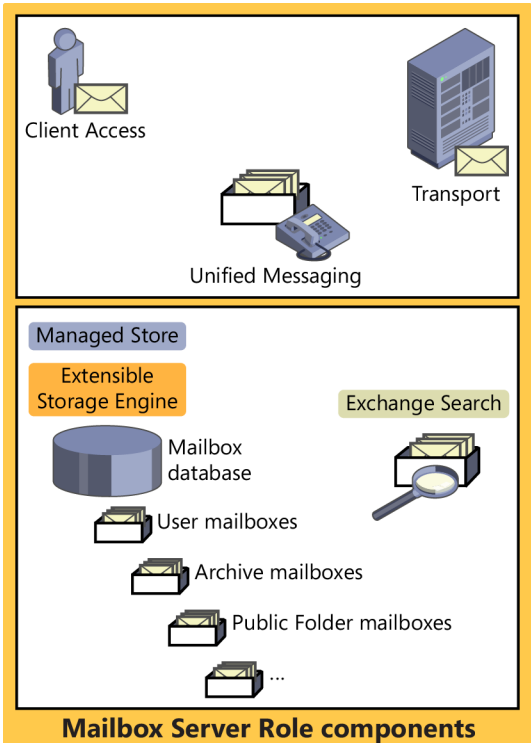 Client Access
Transport
Unified Messaging
Managed Store
Extensible
Storage Engine
Exchange Search
Mailbox
database
User mailboxes
Archive mailboxes
Public Folder mailboxes
...
Mailbox Server Role components